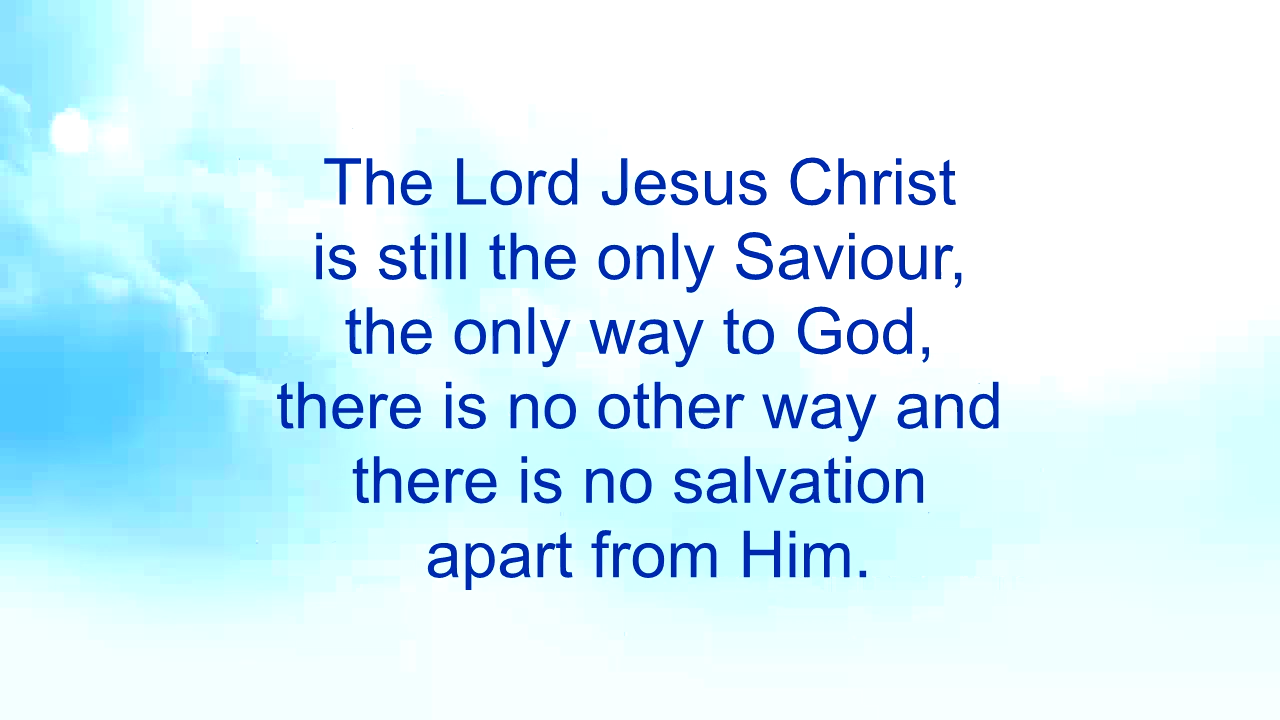 The Lord Jesus Christ
is still the only Saviour,
the only way to God,
there is no other way and
there is no salvation
apart from Him.